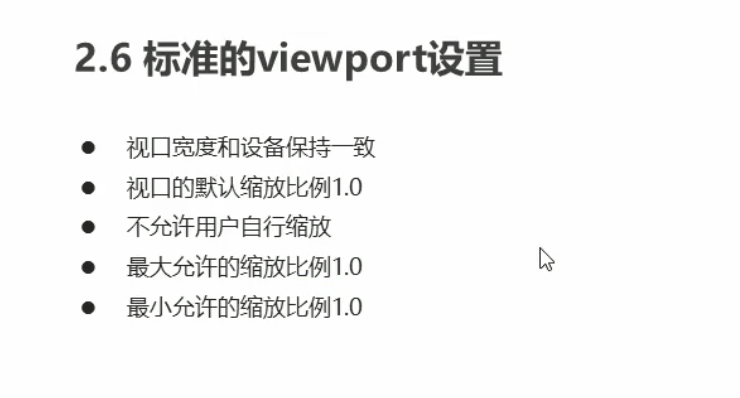 2.6 标准的viewport设置
● 视口宽度和设备保持一致
● 视口的默认缩放比例1.0
● 不允许用户自行缩放
● 最大允许的缩放比例1.0
● 最小允许的缩放比例1.0